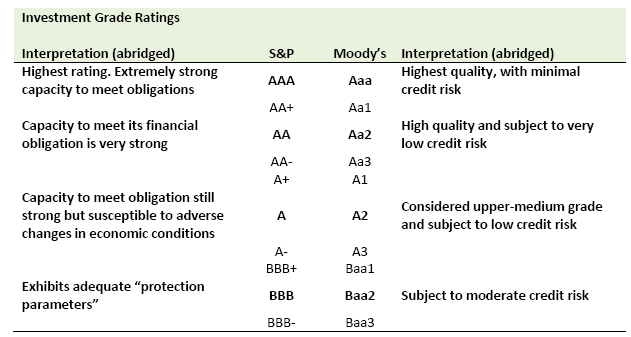 Investment Grade Ratings
Interpretation (abridged) S&P Moody's Interpretation (abridged)
Highest rating. Extremely strong
capacity to meet obligations
AAA Aaa
Highest quality, with minimal
credit risk
AA+ Aa1
Capacity to meet its financial
obligation is very strong
AA Aa2
High quality and subject to very
low credit risk
AA- Aa3
A+ A1
Capacity to meet obligation still
strong but susceptible to adverse
changes in economic conditions
A A2
Considered upper-medium grade
and subject to low credit risk
A- A3
BBB+ Baa1
Exhibits adequate “protection
parameters”
BBB Baa2 Subject to moderate credit risk
BBB- Baa3